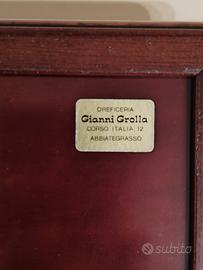 OREFICERIA
Gianni Grolla
CORSO ITALIA 12
ABBIATEGRASSO
subito